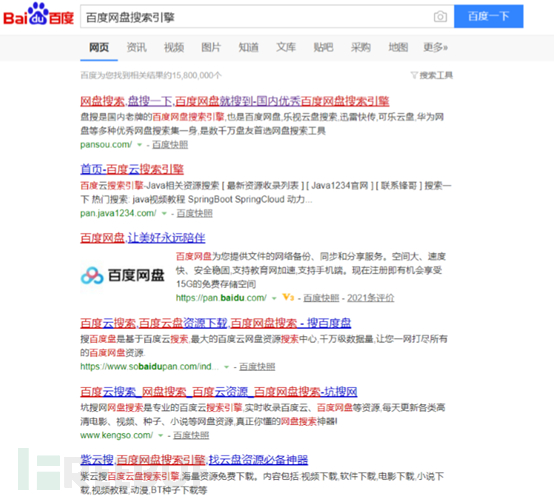 Bai百度 百度网盘搜索引擎 百度一下
网页 资讯 视频 图片 知道 文库 贴吧 采购 地图 更多»
百度为您找到相关结果约15,800,000个 搜索工具
网盘搜索,盘搜一下,百度网盘就搜到-国内优秀百度网盘搜索引擎
盘搜是国内老牌的百度网盘搜索引擎,也是百度网盘,乐视云盘搜索,迅雷快传,可乐云盘,华为网
盘等多种优秀网盘搜索集一身,是数千万盘友首选网盘搜索工具
pansou.com/ - 百度快照
首页-百度云搜索引擎
百度云搜索引擎-Java相关资源搜索 [ 最新资源收录列表 ] [ Java1234官网 ] [ 联系锋哥 ] 搜索一
下 热门搜索: java视频教程 SpringBoot SpringCloud 动力...
pan.java1234.com/ - 百度快照
百度网盘,让美好永远陪伴
百度网盘为您提供文件的网络备份、同步和分享服务。空间大、速度
快、安全稳固,支持教育网加速,支持手机端。现在注册即有机会享受
15G的免费存储空间
百度网盘
https://pan.baidu.com/ V3 - 百度快照 - 2021条评价
百度云搜索,百度云盘资源下载,百度网盘搜索 - 搜百度盘
搜百度盘是基于百度云搜索,最大的百度云网盘资源搜索中心,千万级数据量,让您一网打尽所有
的百度网盘资源.
https://www.sobaidupan.com/ind... - 百度快照
百度云搜索_网盘搜索_百度云资源_百度网盘搜索-坑搜网
坑搜网网盘搜索是专业的百度云搜索引擎,实时收录百度云、百度网盘等资源,每天更新各类高
清电影、视频、种子、小说等网盘资源,真正你懂的网盘搜索神器!
www.kengso.com/ - 百度快照
紫云搜,百度网盘搜索引擎,找云盘资源必备神器
紫云搜百度云盘搜索引擎,海量资源免费下载。内容包括 视频下载,软件下载,电影下载,小说下
载,视频教程,动漫,BT种子下载等